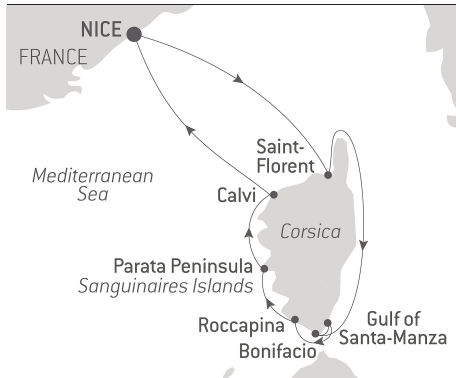 NICE
FRANCE
Saint-
Florent
Mediterranean
Sea
Calvi
Corsica
Parata Peninsula
Sanguinaires Islands
Roccapina
Gulf of
Santa-Manza
Bonifacio